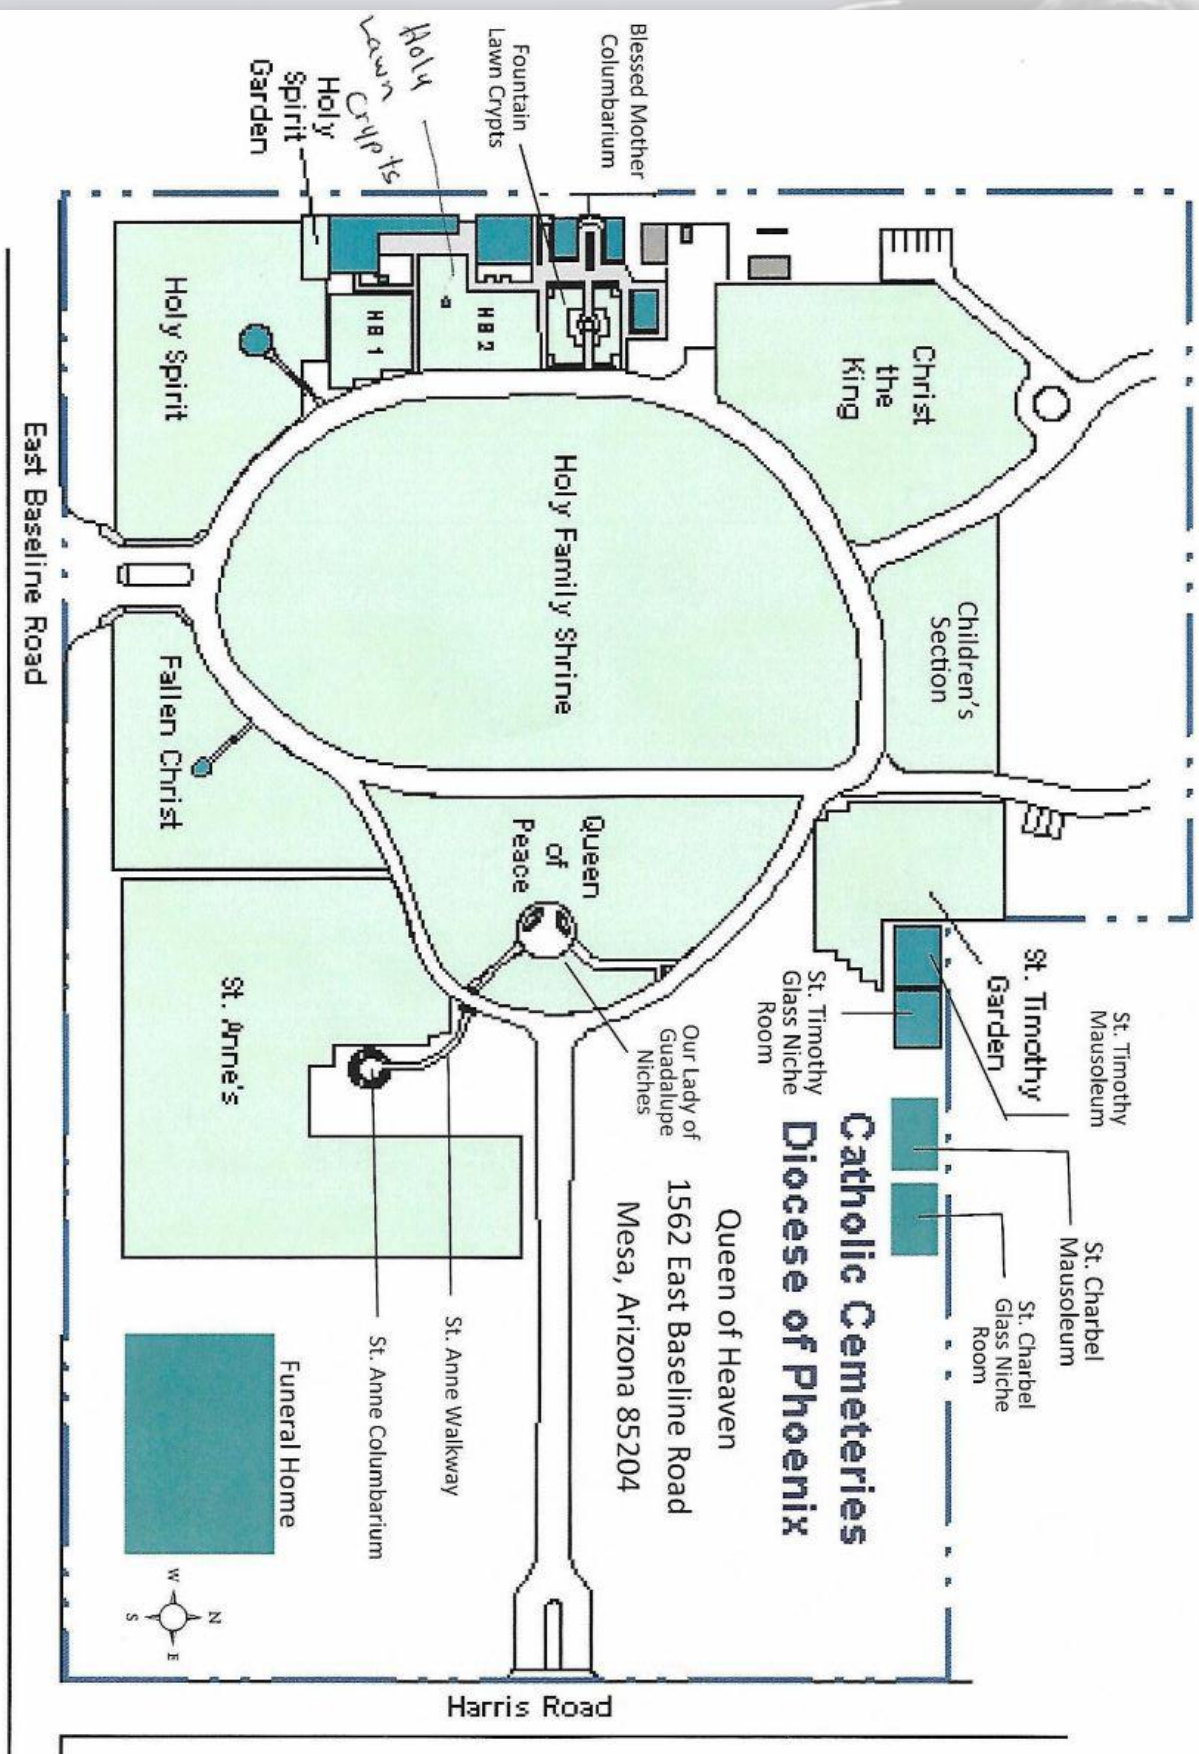 Blessed Mother
Columbarium
Fountain
Lawn Crypts
Holy
Lawn Crypts
Holy
Spirit
Garden
Holy Spirit
HB 1
HB 2
Christ
the
King
Holy Family Shrine
Children's
Section
East Baseline Road
Fallen Christ
Queen
of
Peace
St. Anne's
St. Timothy
Garden
St. Timothy
Mausoleum
St. Timothy
Glass Niche
Room
Our Lady of
Guadalupe
Niches
St. Charbel
Mausoleum
St. Charbel
Glass Niche
Room
Catholic Cemeteries
Diocese of Phoenix
Queen of Heaven
1562 East Baseline Road
Mesa, Arizona 85204
St. Anne Walkway
St. Anne Columbarium
Funeral Home
N
W
E
S
Harris Road